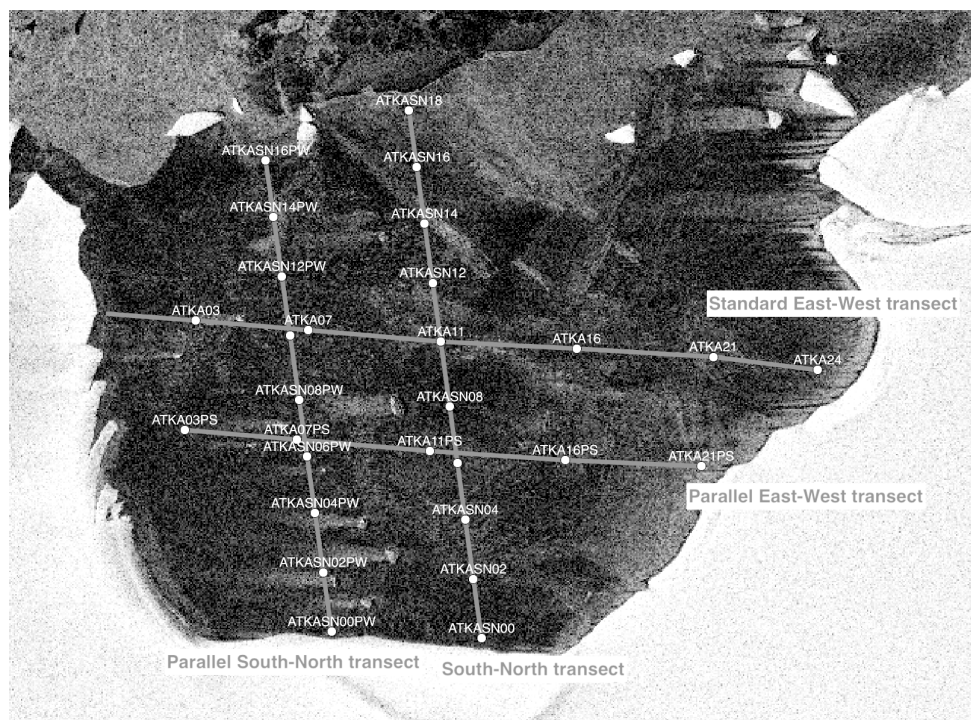 ATKASN18
ATKASN16PW
ATKASN16
ATKASN14PW
ATKASN14
ATKASN12PW
ATKASN12
Standard East-West transect
ATKA03
ATKA07
ATKA11
ATKA16
ATKA21
ATKA24
ATKASN08PW
ATKASN08
ATKA03PS
ATKA07PS
ATKA11PS
ATKASN06PW
ATKA16PS
ATKA21PS
Parallel East-West transect
ATKASN04PW
ATKASN04
ATKASN02PW
ATKASN02
ATKASN00PW
ATKASN00
Parallel South-North transect
South-North transect